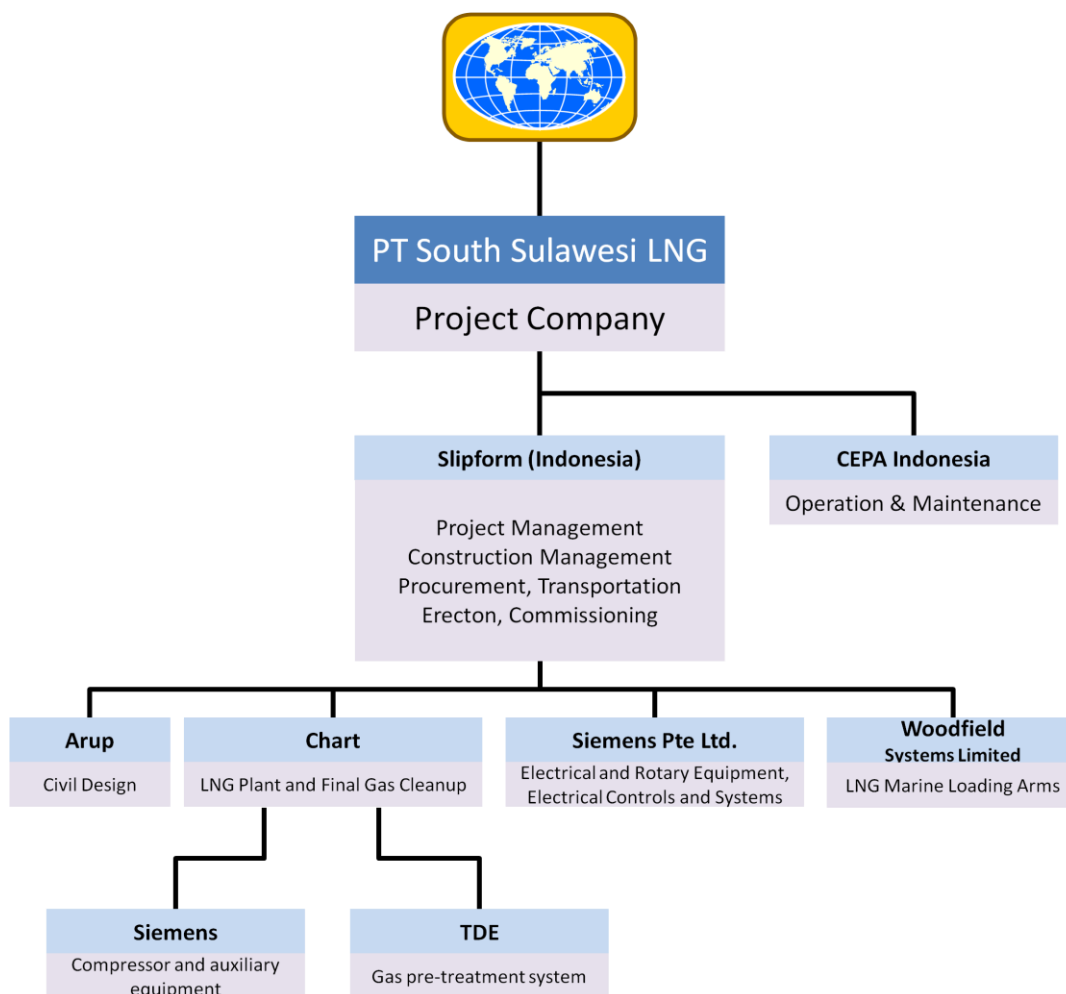 PT South Sulawesi LNG
Project Company
Slipform (Indonesia)
Project Management
Construction Management
Procurement, Transportation
Erecton, Commissioning
CEPA Indonesia
Operation & Maintenance
Arup
Civil Design
Chart
LNG Plant and Final Gas Cleanup
Siemens Pte Ltd.
Electrical and Rotary Equipment,
Electrical Controls and Systems
Woodfield
Systems Limited
LNG Marine Loading Arms
Siemens
Compressor and auxiliary
equipment
TDE
Gas pre-treatment system